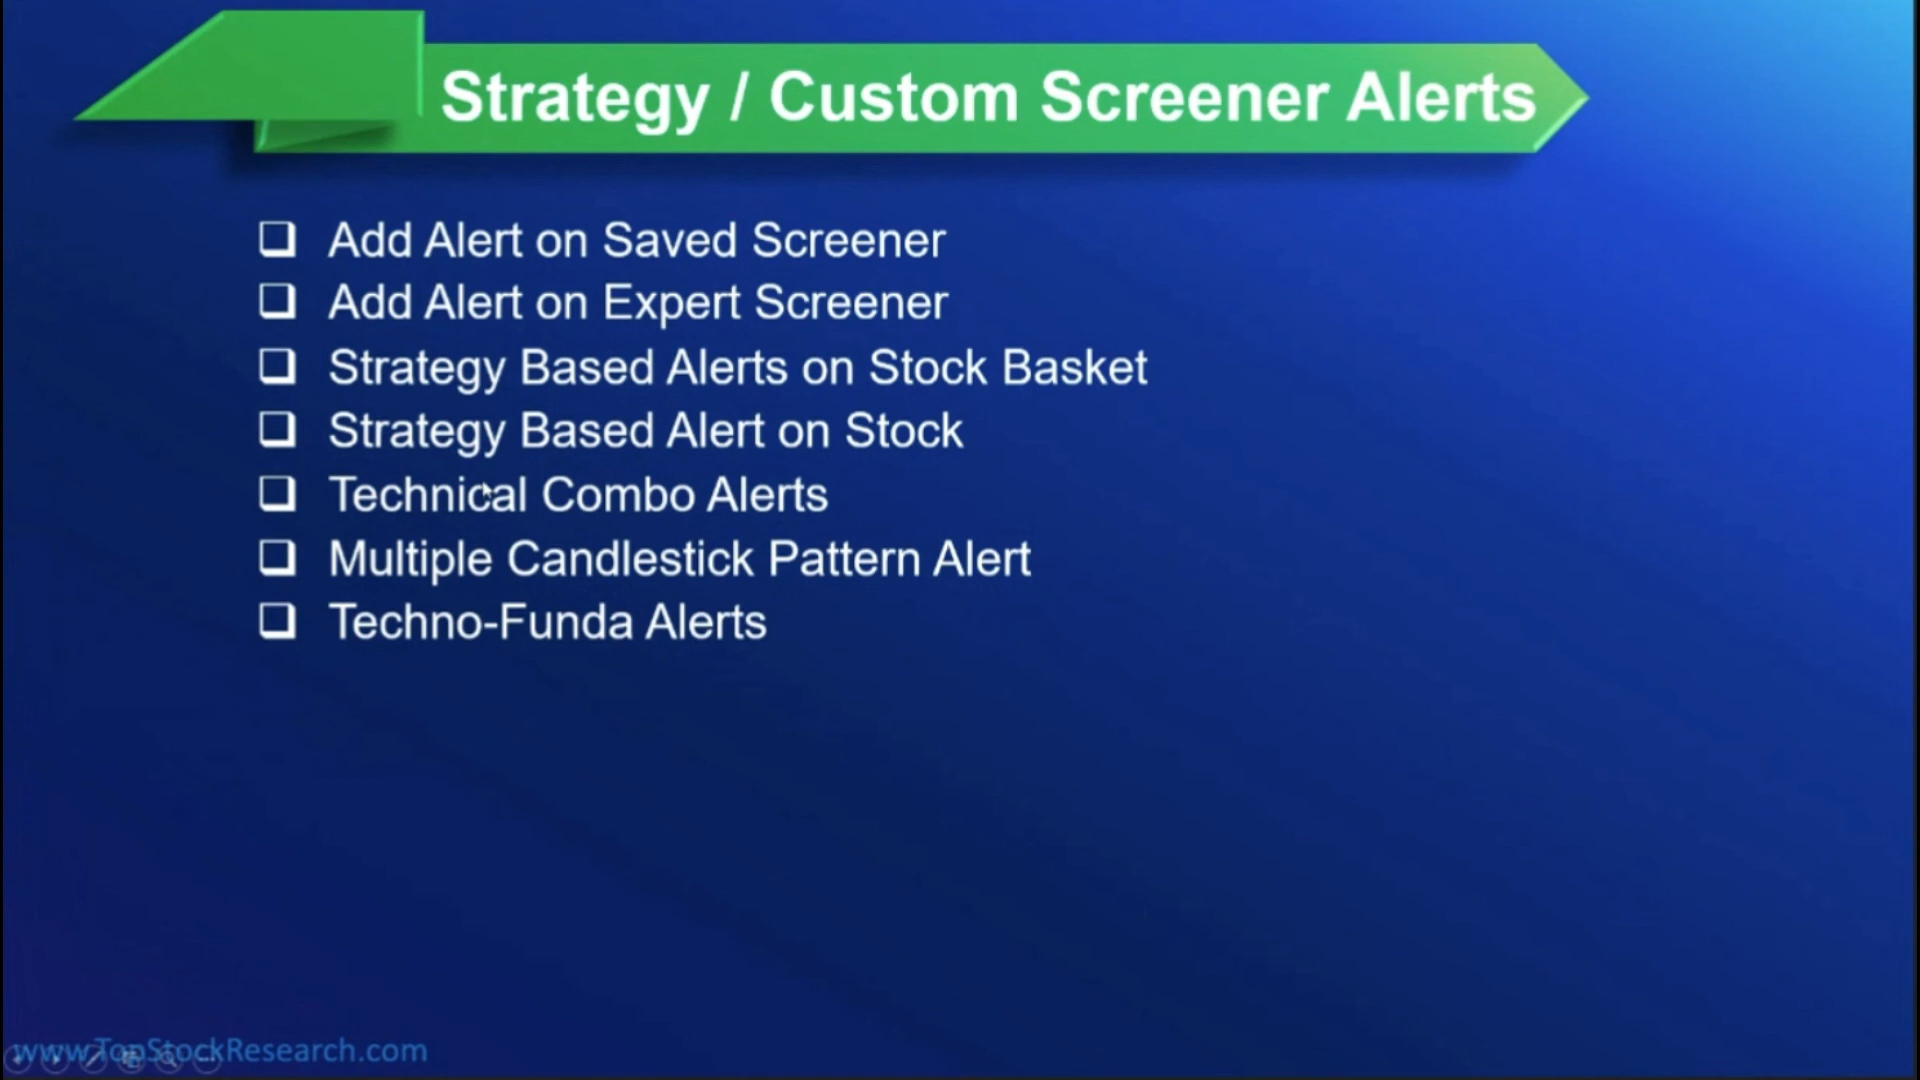 Strategy / Custom Screener Alerts
Add Alert on Saved Screener
Add Alert on Expert Screener
Strategy Based Alerts on Stock Basket
Strategy Based Alert on Stock
Technical Combo Alerts
Multiple Candlestick Pattern Alert
Techno-Funda Alerts
www.TopStockResearch.com